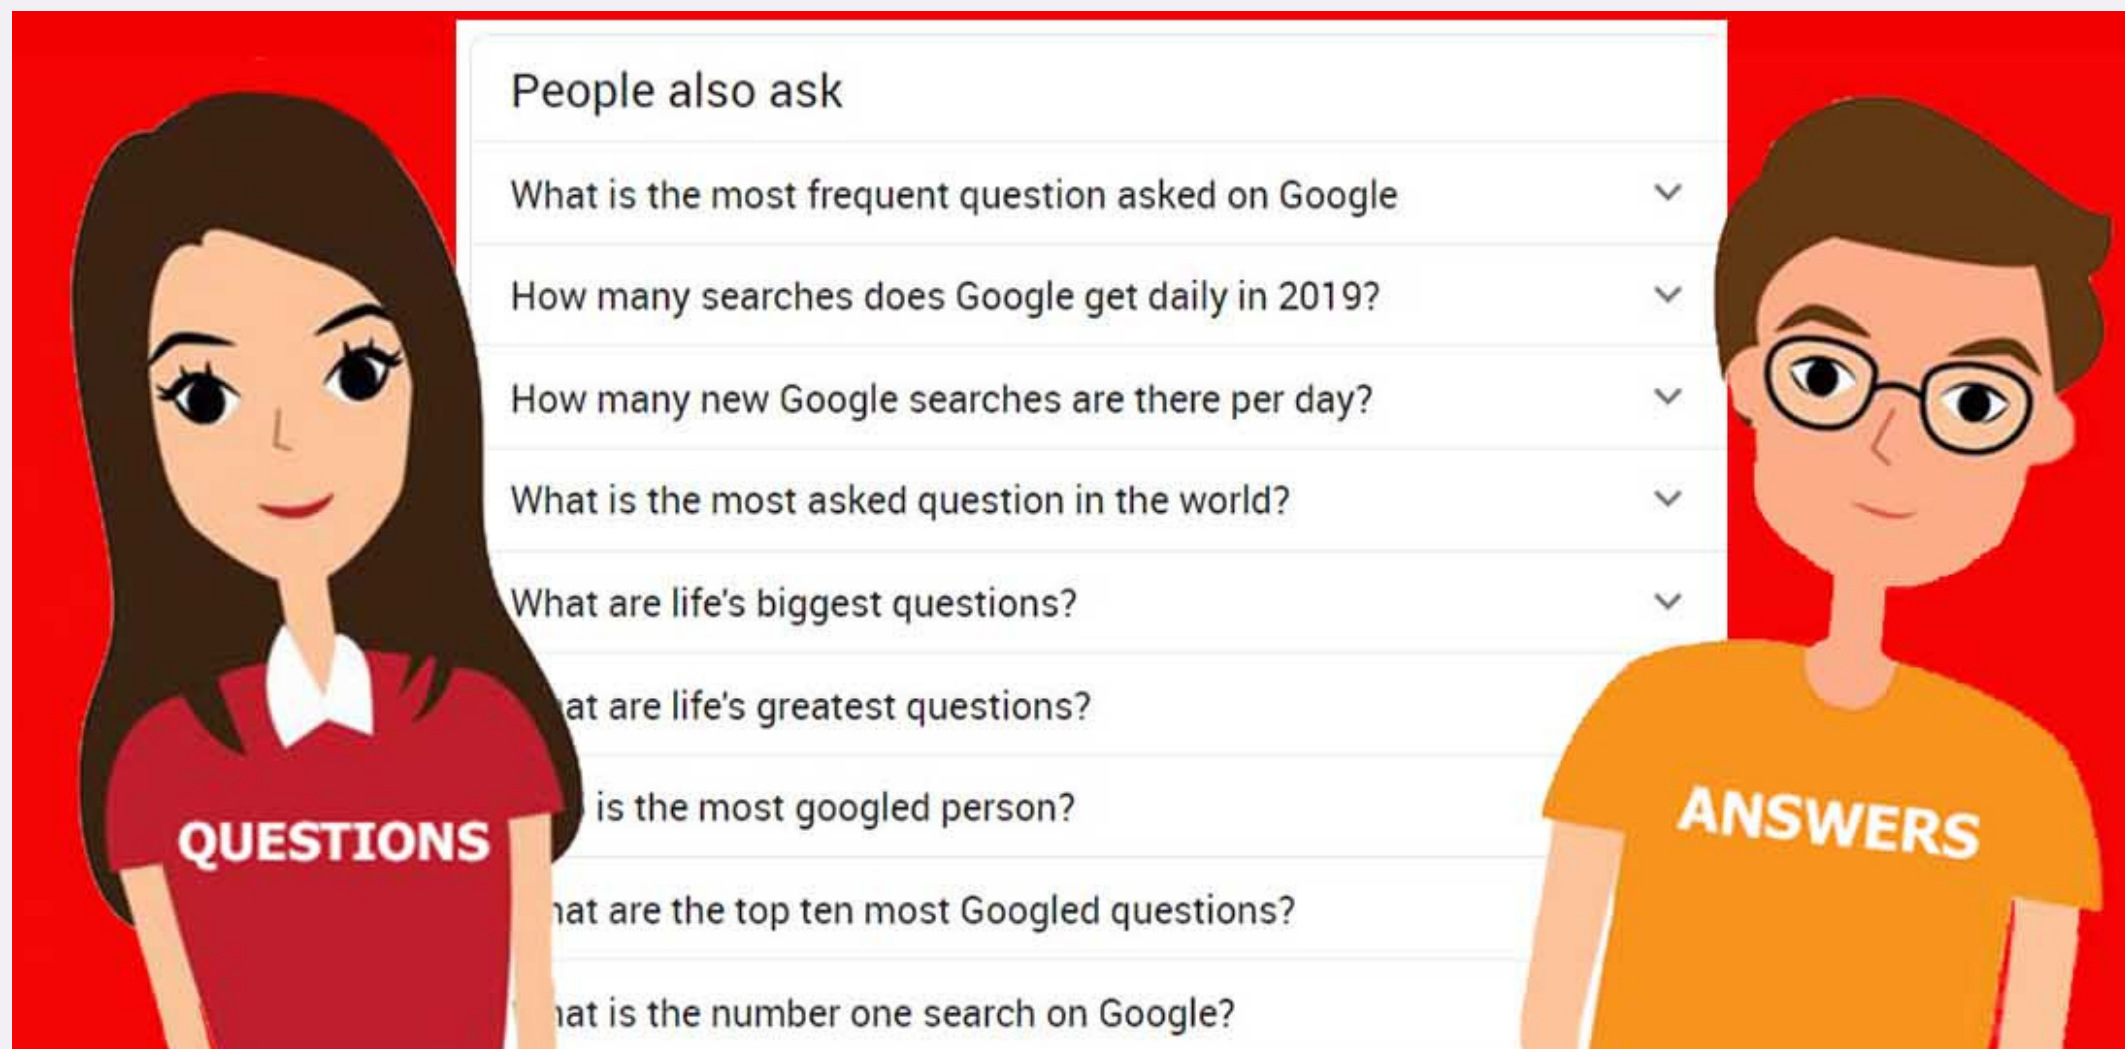 People also ask
What is the most frequent question asked on Google
How many searches does Google get daily in 2019?
How many new Google searches are there per day?
What is the most asked question in the world?
What are life's biggest questions?
are life's greatest questions?
is the most googled person?
are the top ten most Googled questions?
is the number one search on Google?
QUESTIONS
ANSWERS